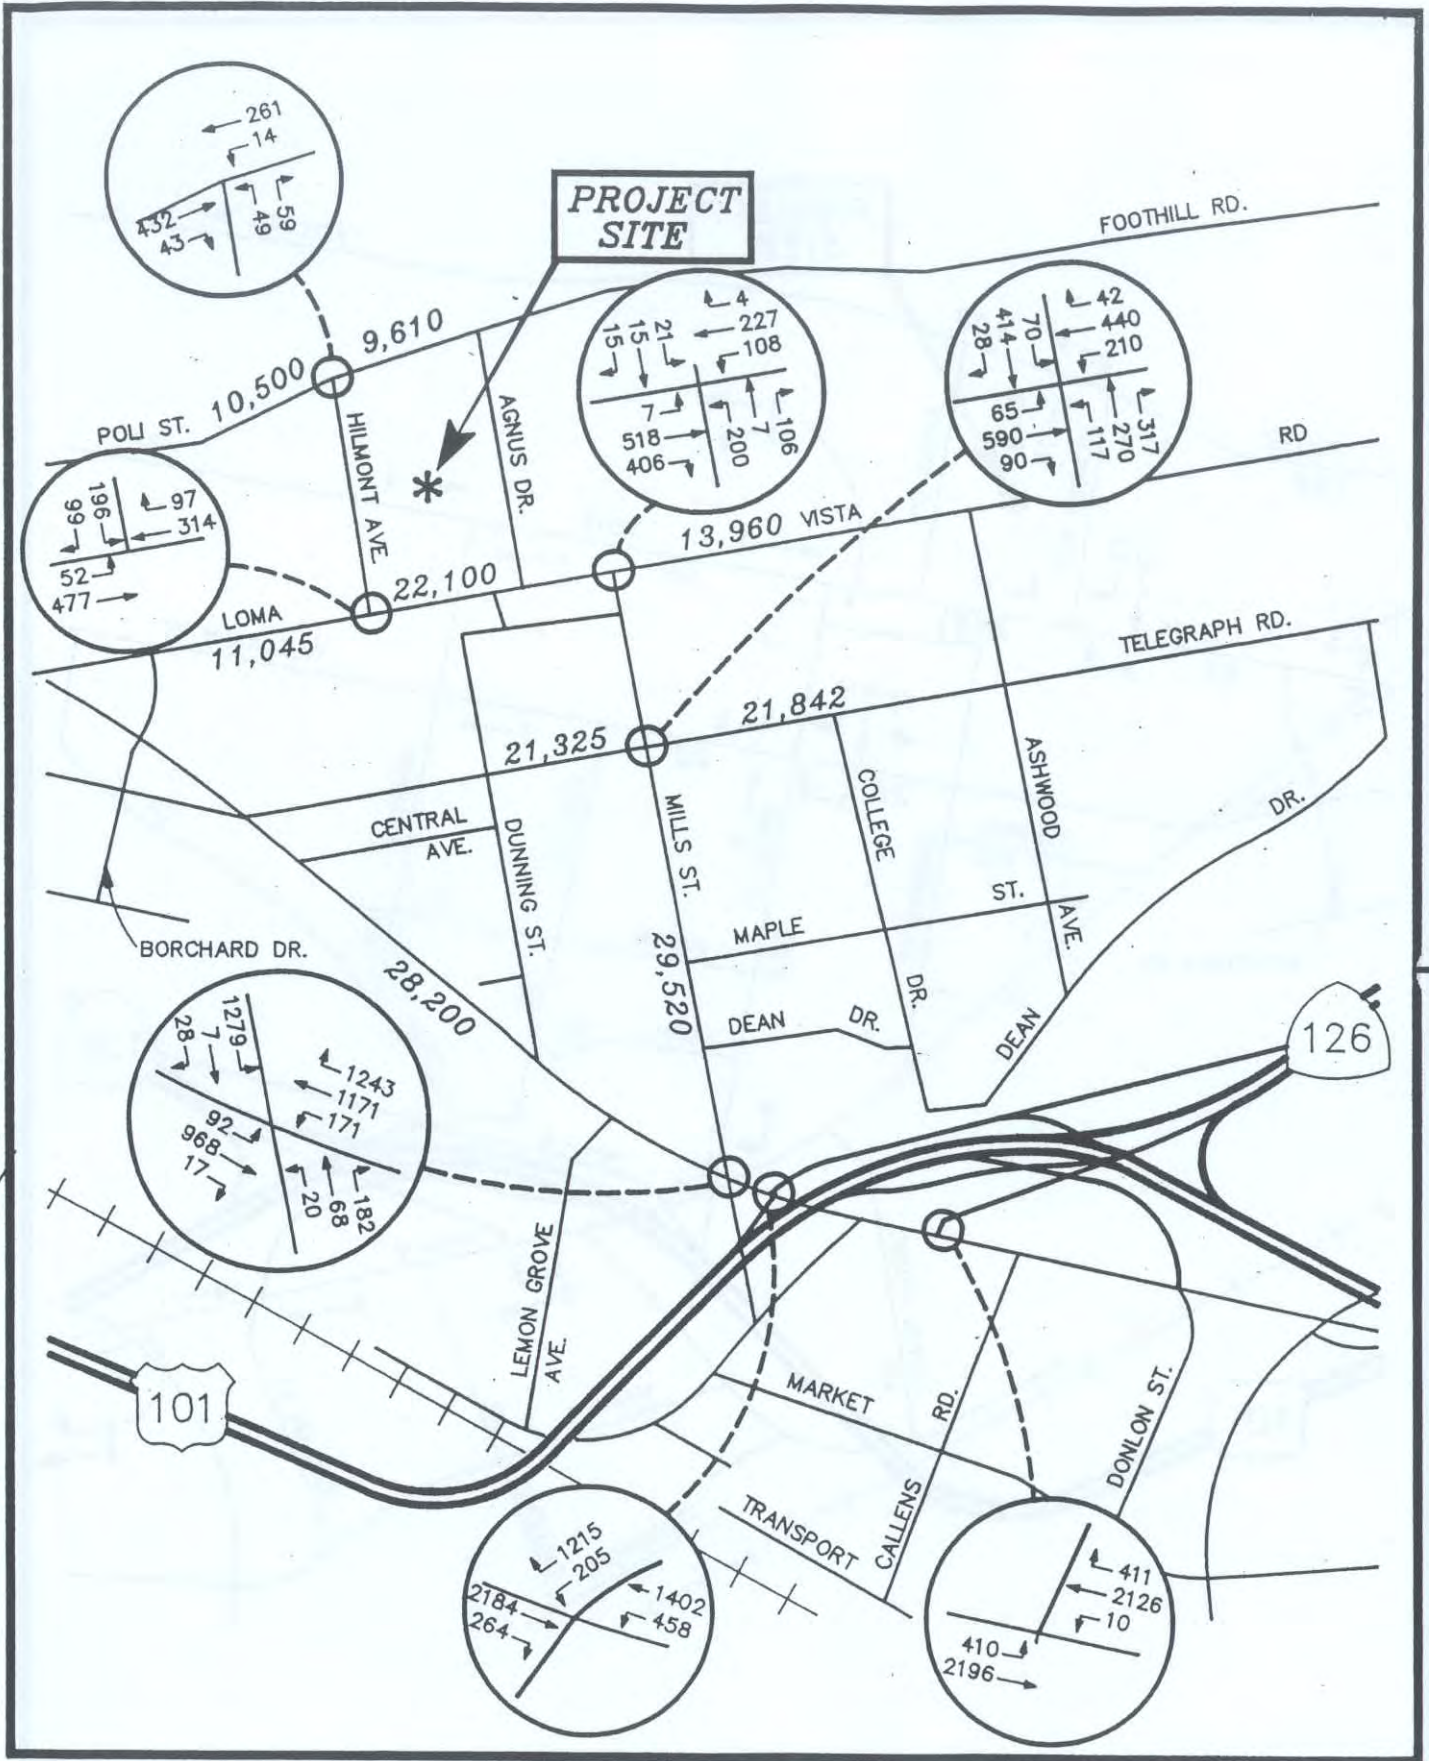 261
14
432
43
49
59
PROJECT
SITE
FOOTHILL RD.
9,610
10,500
POLI ST.
HILMONT AVE.
AGNUS DR.
4
227
108
15
15
21
7
518
406
200
7
106
42
440
210
28
414
70
65
590
90
117
270
317
RD
99
196
97
314
52
477
LOMA
11,045
22,100
13,960
VISTA
TELEGRAPH RD.
21,842
21,325
CENTRAL
AVE.
DUNNING ST.
MILLS ST.
COLLEGE
DR.
ASHWOOD
AVE.
DR.
MAPLE
ST.
BORCHARD DR.
28,200
29,520
DEAN
DR.
DEAN
126
28
7
1279
1243
1171
171
92
968
17
20
68
182
LEMON GROVE
AVE.
101
MARKET
CALLENS
RD.
DONLON ST.
TRANSPORT
1215
205
2184
264
1402
458
411
2126
10
410
2196